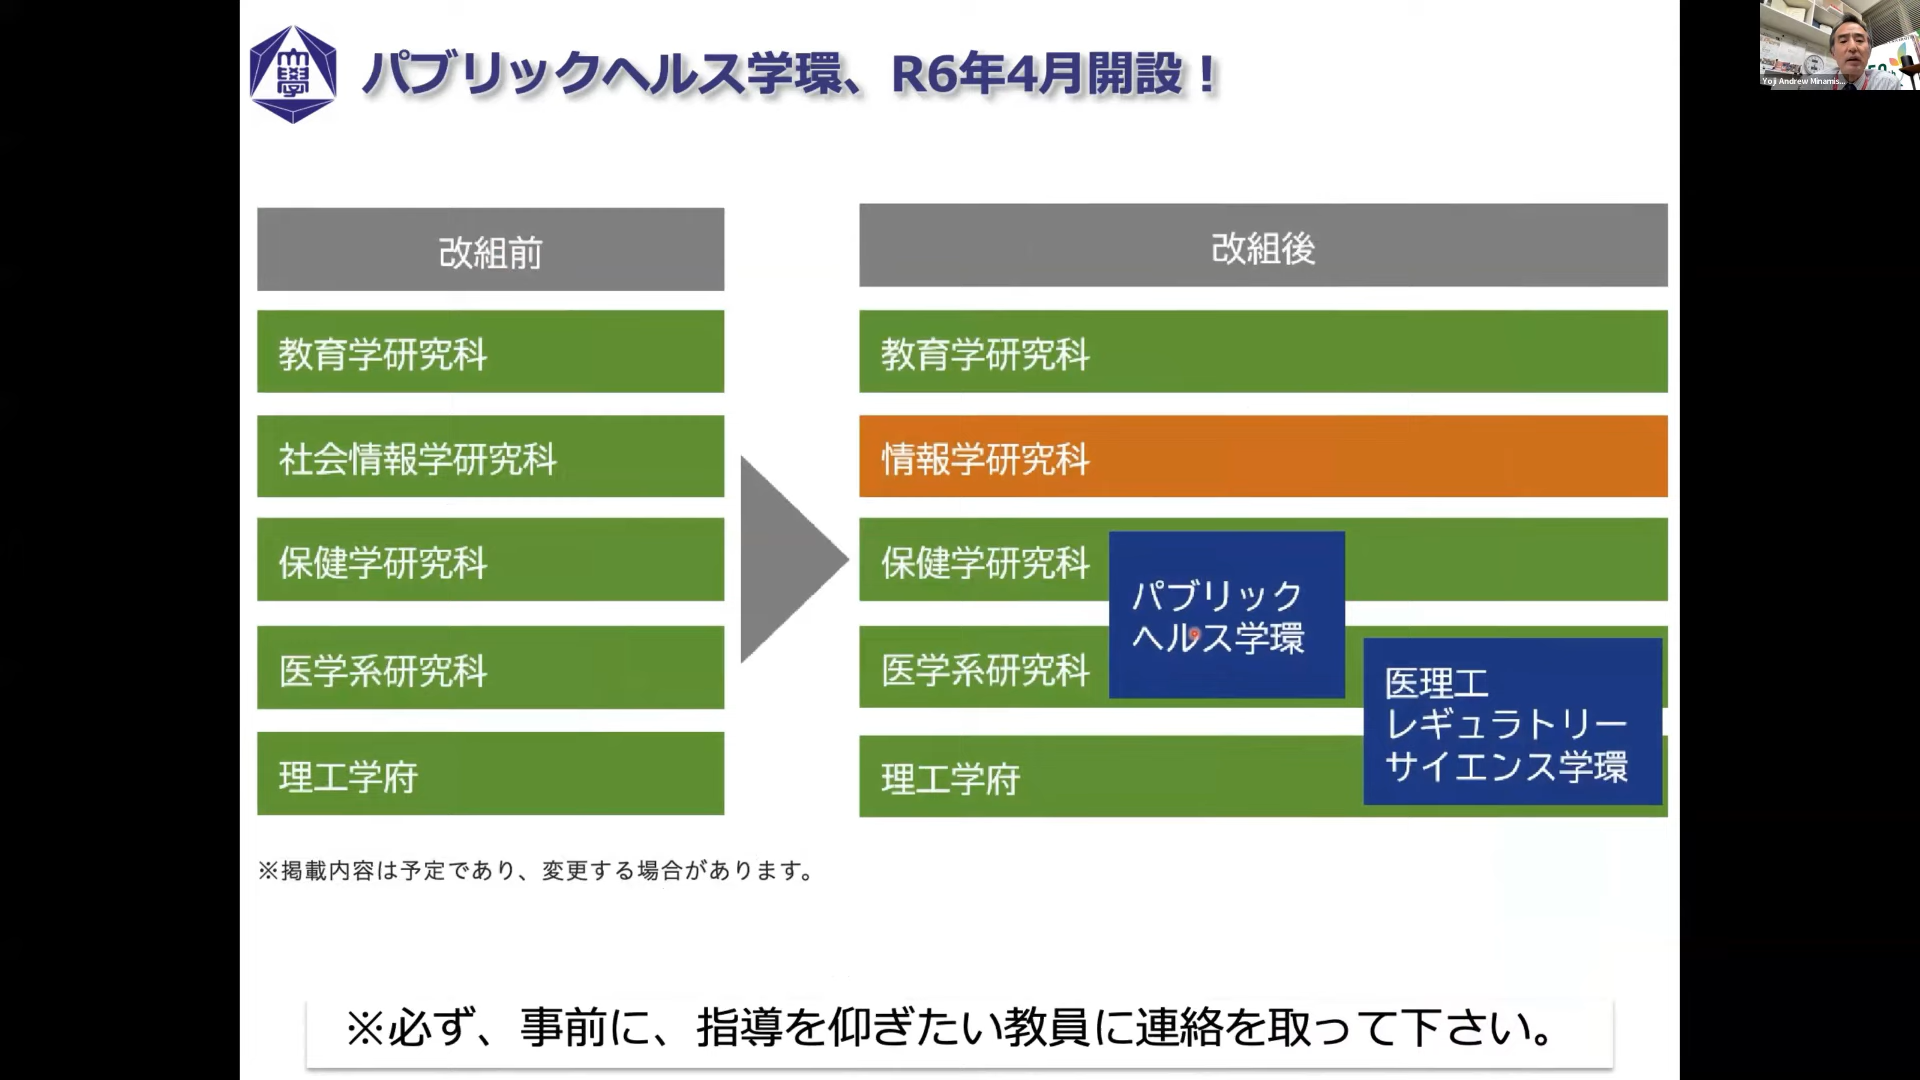 大學
パブリックヘルス学環、R6年4月開設！
Yoji Andrew Minamis...
改組前
改組後
教育学研究科
教育学研究科
社会情報学研究科
情報学研究科
保健学研究科
保健学研究科
パブリック
ヘルス学環
医学系研究科
医学系研究科
医理工
レギュラトリー
サイエンス学環
理工学府
理工学府
※掲載内容は予定であり、変更する場合があります。
※必ず、事前に、指導を仰ぎたい教員に連絡を取って下さい。